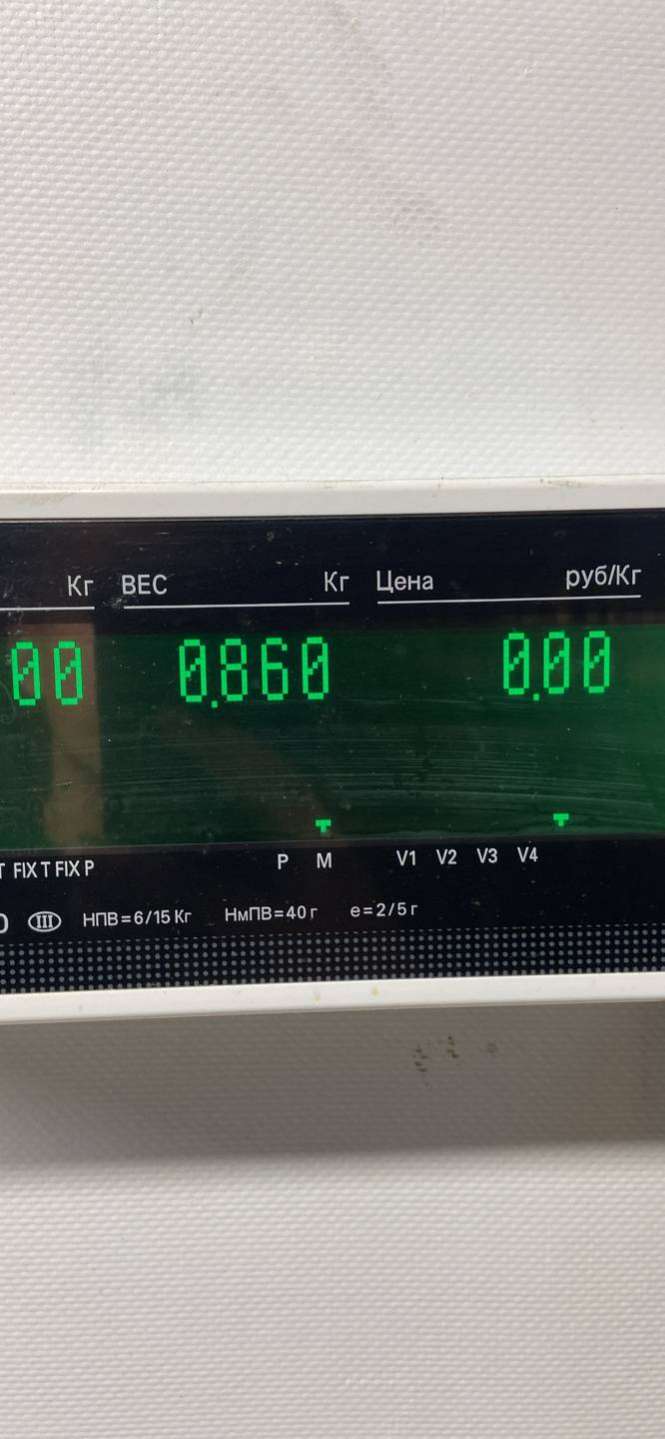 Кг ВЕС Кг Цена руб/Кг
00 0.860 0.00
FIX T FIX P P M V1 V2 V3 V4
III НПВ=6/15 Кг НмПВ=40 г e=2/5 г